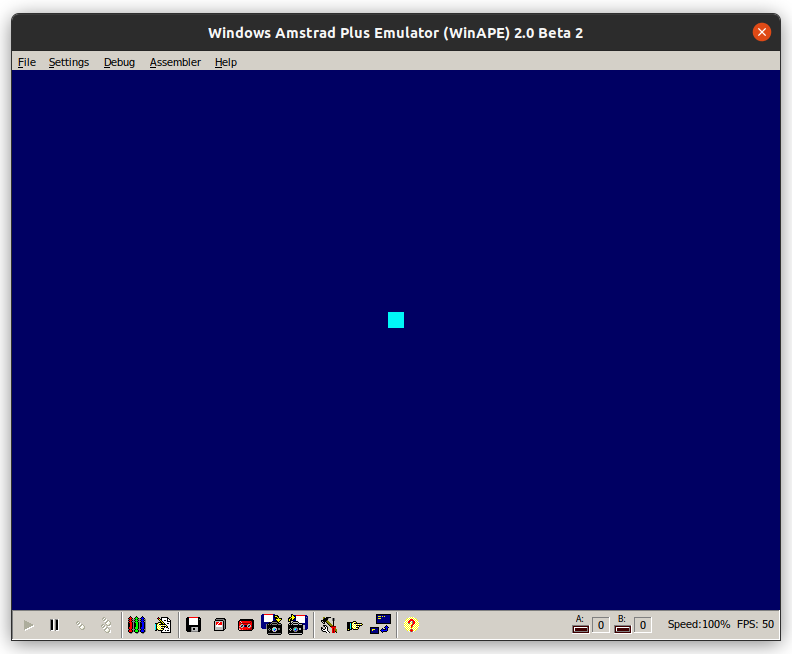 Windows Amstrad Plus Emulator (WinAPE) 2.0 Beta 2
File Settings Debug Assembler Help
A: 0 B: 0 Speed:100% FPS: 50